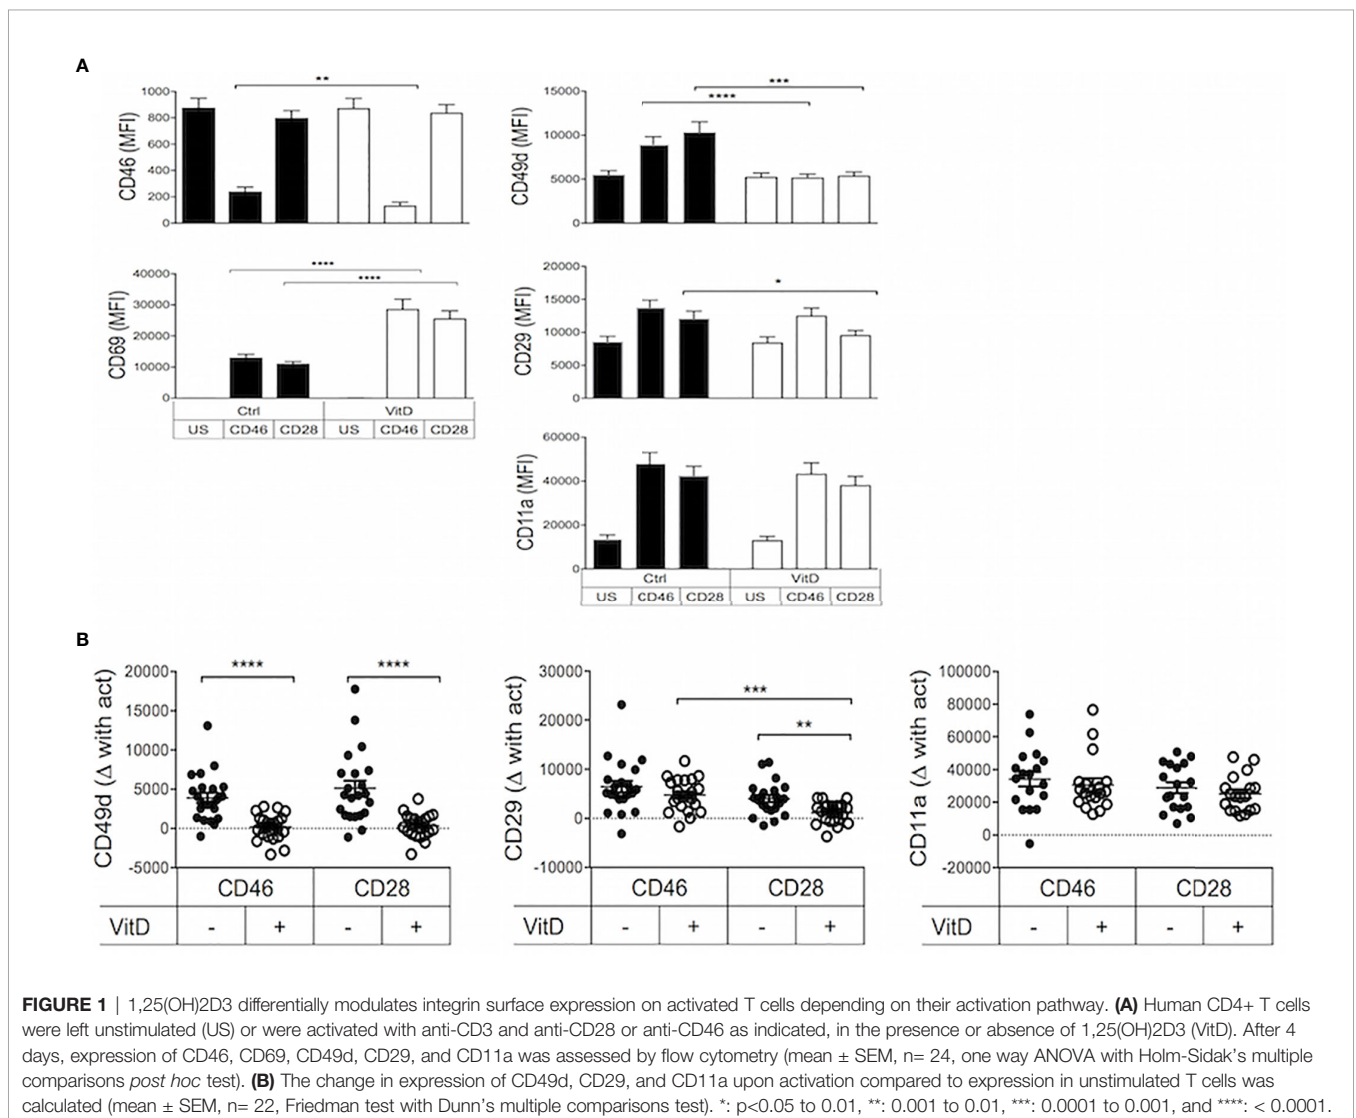 A
**
1000
800
600
400
200
0
CD46 (MFI)
****
****
40000
30000
20000
10000
0
CD69 (MFI)
Ctrl VitD
US CD46 CD28 US CD46 CD28
***
****
15000
10000
5000
0
CD49d (MFI)
*
20000
15000
10000
5000
0
CD29 (MFI)
60000
40000
20000
0
CD11a (MFI)
Ctrl VitD
US CD46 CD28 US CD46 CD28
B
**** ****
20000
15000
10000
5000
0
-5000
CD49d (Δ with act)
CD46 CD28
VitD - + - +
***
**
30000
20000
10000
0
-10000
CD29 (Δ with act)
CD46 CD28
VitD - + - +
100000
80000
60000
40000
20000
0
-20000
CD11a (Δ with act)
CD46 CD28
VitD - + - +
FIGURE 1 | 1,25(OH)2D3 differentially modulates integrin surface expression on activated T cells depending on their activation pathway. (A) Human CD4+ T cells
were left unstimulated (US) or were activated with anti-CD3 and anti-CD28 or anti-CD46 as indicated, in the presence or absence of 1,25(OH)2D3 (VitD). After 4
days, expression of CD46, CD69, CD49d, CD29, and CD11a was assessed by flow cytometry (mean ± SEM, n= 24, one way ANOVA with Holm-Sidak's multiple
comparisons post hoc test). (B) The change in expression of CD49d, CD29, and CD11a upon activation compared to expression in unstimulated T cells was
calculated (mean ± SEM, n= 22, Friedman test with Dunn's multiple comparisons test). *: p<0.05 to 0.01, **: 0.001 to 0.01, ***: 0.0001 to 0.001, and ****: < 0.0001.